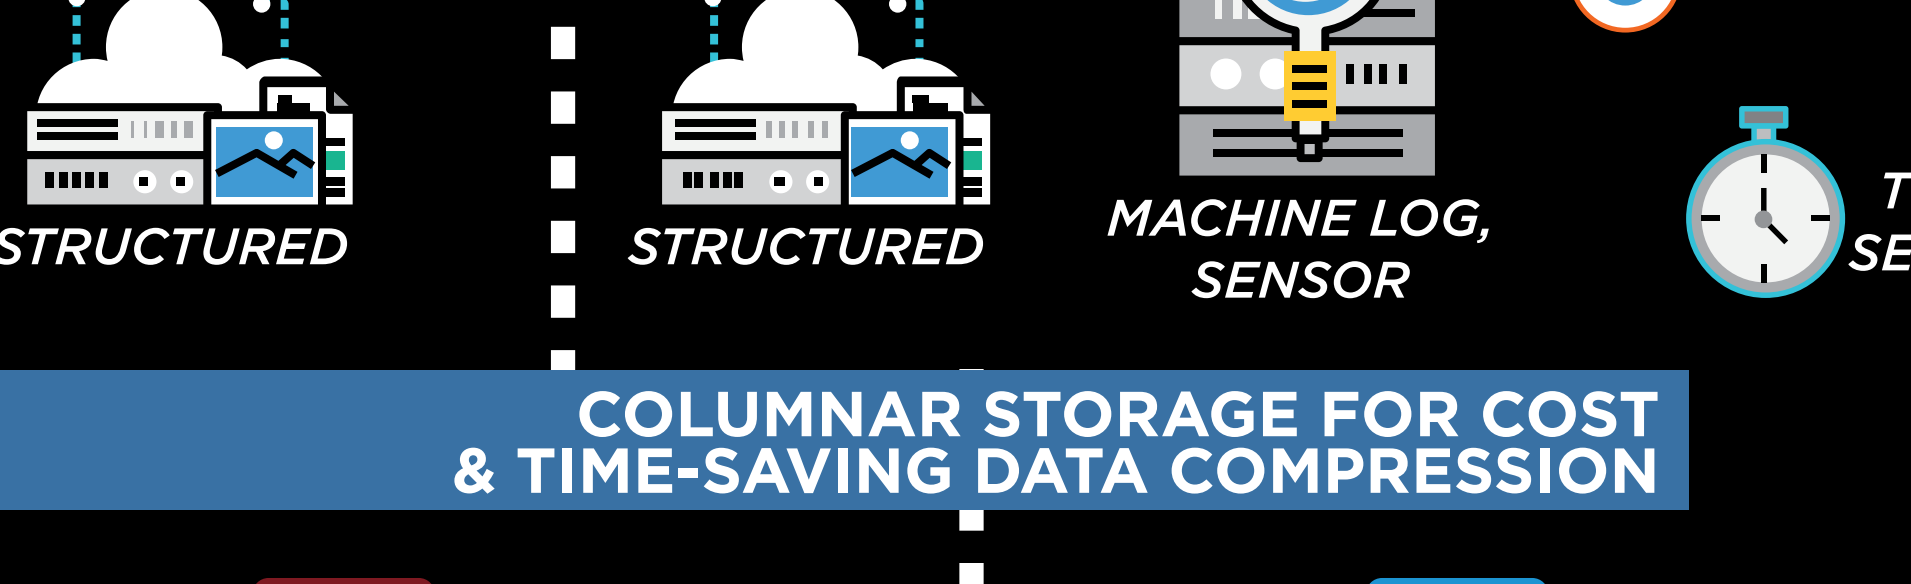 STRUCTURED
STRUCTURED
MACHINE LOG,
SENSOR
COLUMNAR STORAGE FOR COST
& TIME-SAVING DATA COMPRESSION